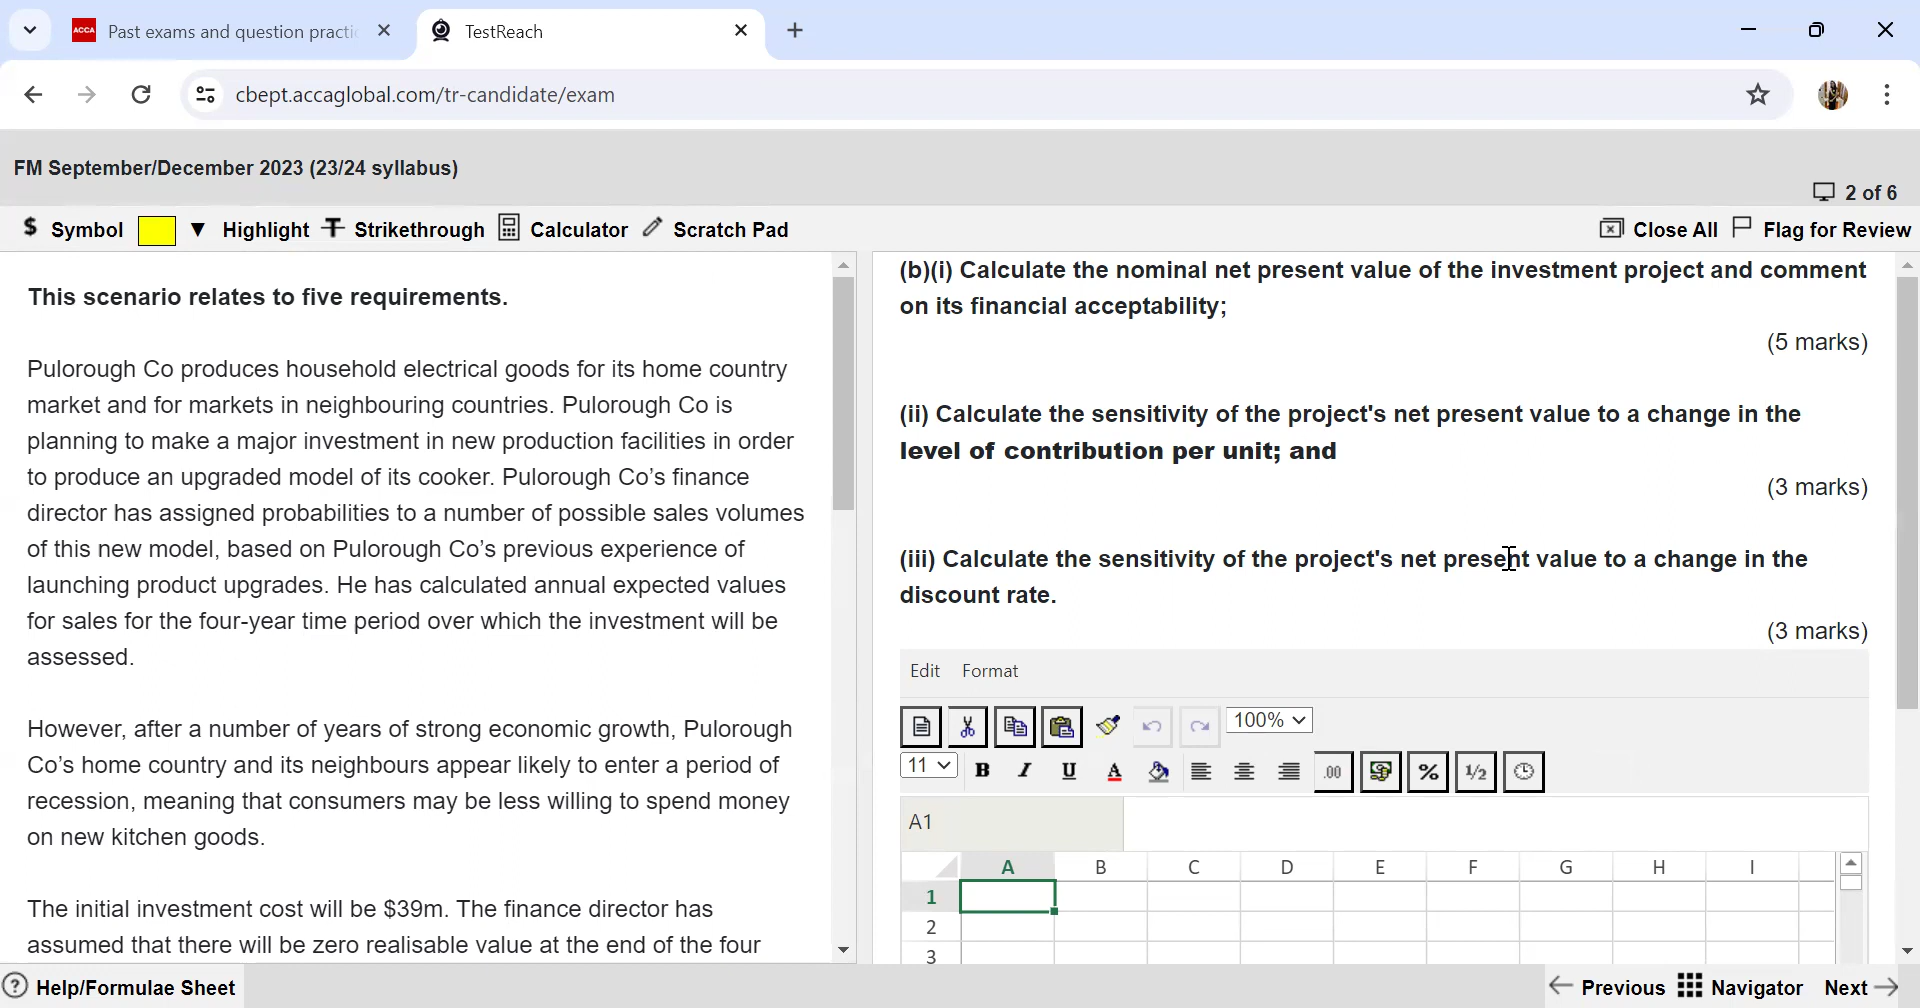 Past exams and question practi
TestReach
cbept.accaglobal.com/tr-candidate/exam
FM September/December 2023 (23/24 syllabus)
2 of 6
$ Symbol ▼ Highlight T Strikethrough Calculator Scratch Pad
Close All Flag for Review
This scenario relates to five requirements.
Pulorough Co produces household electrical goods for its home country
market and for markets in neighbouring countries. Pulorough Co is
planning to make a major investment in new production facilities in order
to produce an upgraded model of its cooker. Pulorough Co’s finance
director has assigned probabilities to a number of possible sales volumes
of this new model, based on Pulorough Co’s previous experience of
launching product upgrades. He has calculated annual expected values
for sales for the four-year time period over which the investment will be
assessed.
However, after a number of years of strong economic growth, Pulorough
Co’s home country and its neighbours appear likely to enter a period of
recession, meaning that consumers may be less willing to spend money
on new kitchen goods.
The initial investment cost will be $39m. The finance director has
assumed that there will be zero realisable value at the end of the four
(b)(i) Calculate the nominal net present value of the investment project and comment
on its financial acceptability;
(5 marks)
(ii) Calculate the sensitivity of the project's net present value to a change in the
level of contribution per unit; and
(3 marks)
(iii) Calculate the sensitivity of the project's net present value to a change in the
discount rate.
(3 marks)
Edit Format
100%
11 B I U A .00 % 1/2
A1
A B C D E F G H I
1
2
3
? Help/Formulae Sheet
Previous Navigator Next